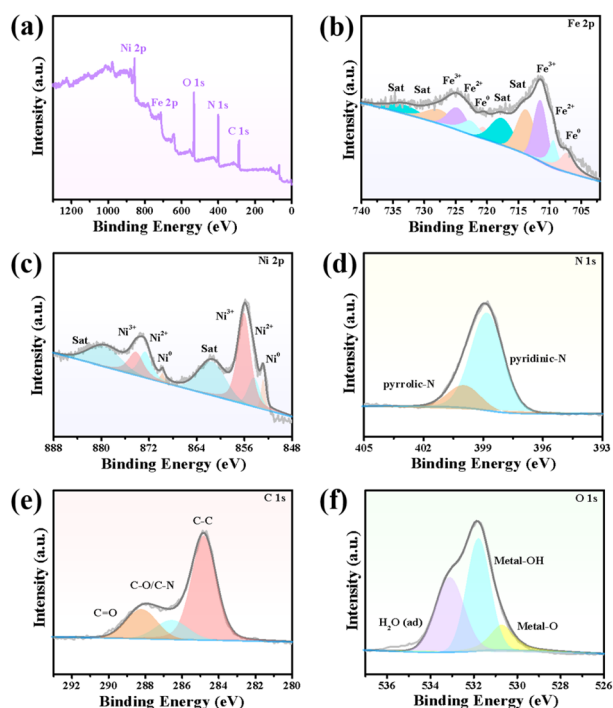 (a)
Ni 2p
Fe 2p
O 1s
N 1s
C 1s
Intensity (a.u.)
1300 1000 800 600 400 200 0
Binding Energy (eV)
(b)
Fe 2p
Sat
Sat
Fe³⁺
Fe²⁺
Fe⁰
Sat
Sat
Fe³⁺
Fe²⁺
Fe⁰
Intensity (a.u.)
740 735 730 725 720 715 710 705
Binding Energy (eV)
(c)
Ni 2p
Sat
Ni³⁺
Ni²⁺
Ni⁰
Sat
Ni³⁺
Ni²⁺
Ni⁰
Intensity (a.u.)
888 880 872 864 856 848
Binding Energy (eV)
(d)
N 1s
pyrrolic-N
pyridinic-N
Intensity (a.u.)
405 402 399 396 393
Binding Energy (eV)
(e)
C 1s
C=O
C-O/C-N
C-C
Intensity (a.u.)
292 290 288 286 284 282 280
Binding Energy (eV)
(f)
O 1s
H₂O (ad)
Metal-OH
Metal-O
Intensity (a.u.)
536 534 532 530 528 526
Binding Energy (eV)